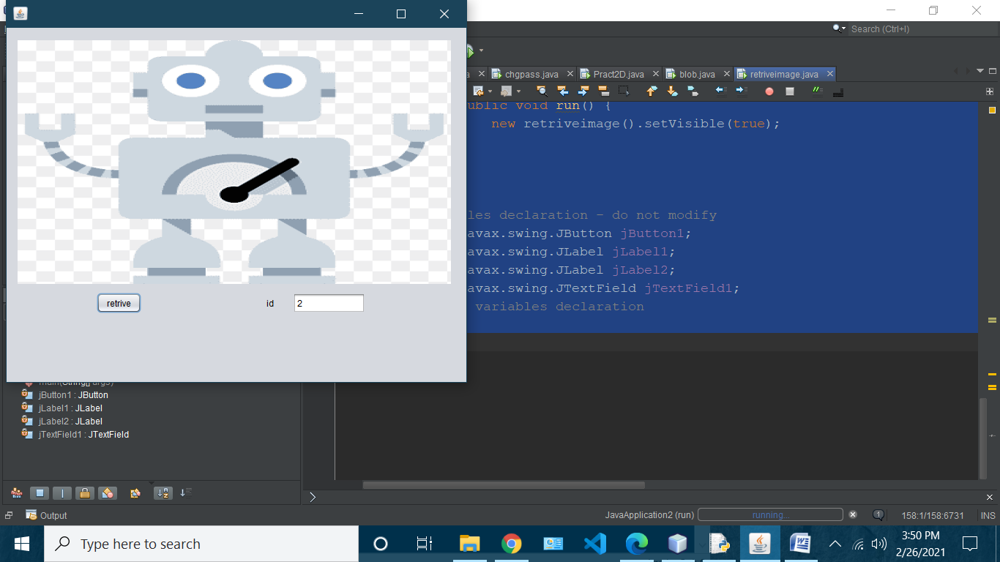 Search (Ctrl+I)
a chgpass.java Pract2D.java blob.java retriveimage.java
ublic void run() {
new retriveimage().setVisible(true);
les declaration - do not modify
avax.swing.JButton jButton1;
avax.swing.JLabel jLabel1;
avax.swing.JLabel jLabel2;
avax.swing.JTextField jTextField1;
variables declaration
retrive id 2
main(String[] args)
jButton1 : JButton
jLabel1 : JLabel
jLabel2 : JLabel
jTextField1 : JTextField
Output JavaApplication2 (run) running... 1 158:1/158:6731 INS
Type here to search
3:50 PM
2/26/2021